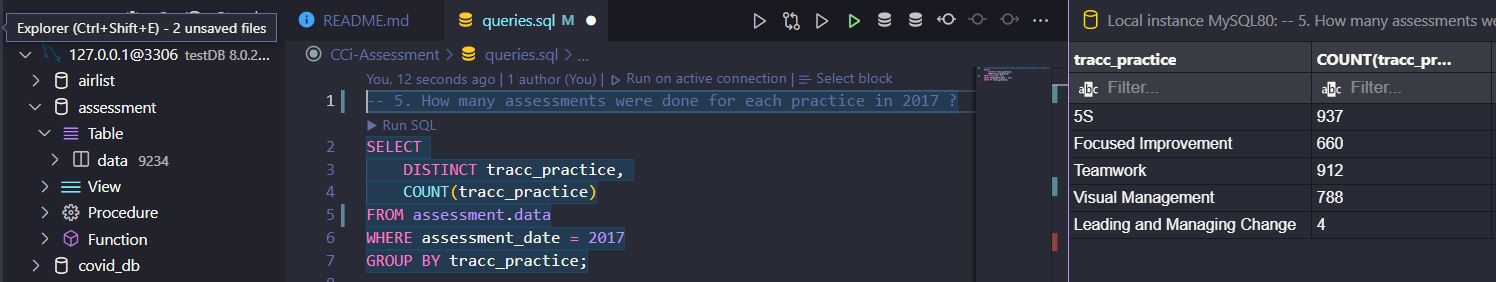 Explorer (Ctrl+Shift+E) - 2 unsaved files
127.0.0.1@3306 testDB 8.0.2...
airlist
assessment
Table
data 9234
View
Procedure
Function
covid_db
README.md
queries.sql M
CCi-Assessment > queries.sql > ...
You, 12 seconds ago | 1 author (You) | Run on active connection | Select block
1 -- 5. How many assessments were done for each practice in 2017 ?
Run SQL
2 SELECT
3 DISTINCT tracc_practice,
4 COUNT(tracc_practice)
5 FROM assessment.data
6 WHERE assessment_date = 2017
7 GROUP BY tracc_practice;
Local instance MySQL80: -- 5. How many assessments we
tracc_practice COUNT(tracc_pr...
abc Filter... abc Filter...
5S 937
Focused Improvement 660
Teamwork 912
Visual Management 788
Leading and Managing Change 4